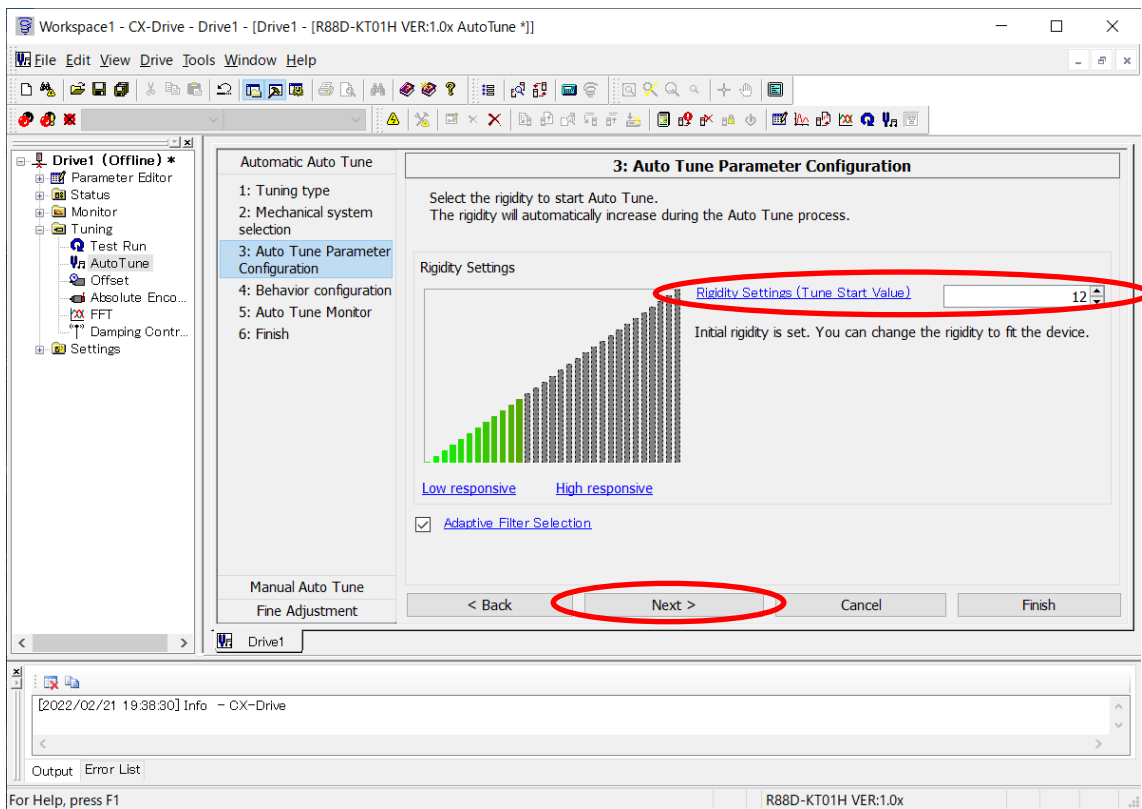 Workspace1 - CX-Drive - Drive1 - [Drive1 - [R88D-KT01H VER:1.0x AutoTune *]]
File Edit View Drive Tools Window Help
Drive1 (Offline) *
Parameter Editor
Status
Monitor
Tuning
Test Run
AutoTune
Offset
Absolute Enco...
FFT
Damping Contr...
Settings
Automatic Auto Tune
1: Tuning type
2: Mechanical system
selection
3: Auto Tune Parameter
Configuration
4: Behavior configuration
5: Auto Tune Monitor
6: Finish
Manual Auto Tune
Fine Adjustment
3: Auto Tune Parameter Configuration
Select the rigidity to start Auto Tune.
The rigidity will automatically increase during the Auto Tune process.
Rigidity Settings
Rigidity Settings (Tune Start Value)
12
Initial rigidity is set. You can change the rigidity to fit the device.
Low responsive
High responsive
Adaptive Filter Selection
< Back
Next >
Cancel
Finish
Drive1
[2022/02/21 19:38:30] Info - CX-Drive
Output
Error List
For Help, press F1
R88D-KT01H VER:1.0x